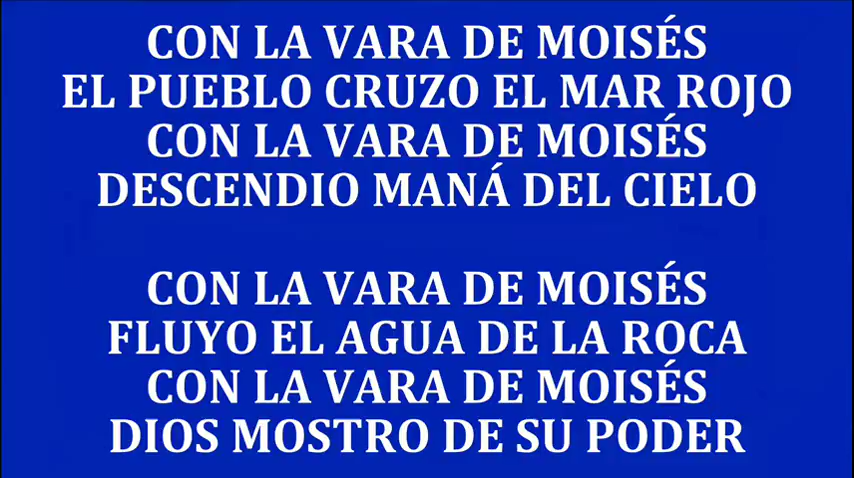 CON LA VARA DE MOISÉS
EL PUEBLO CRUZO EL MAR ROJO
CON LA VARA DE MOISÉS
DESCENDIO MANÁ DEL CIELO
CON LA VARA DE MOISÉS
FLUYO EL AGUA DE LA ROCA
CON LA VARA DE MOISÉS
DIOS MOSTRO DE SU PODER